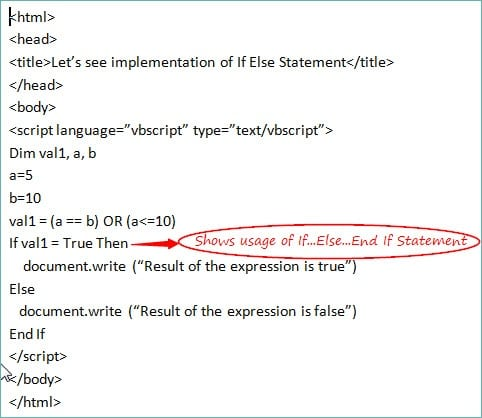 <html>
<head>
<title>Let’s see implementation of If Else Statement</title>
</head>
<body>
<script language=”vbscript” type=”text/vbscript”>
Dim val1, a, b
a=5
b=10
val1 = (a == b) OR (a<=10)
If val1 = True Then Shows usage of If...Else...End If Statement
document.write (“Result of the expression is true”)
Else
document.write (“Result of the expression is false”)
End If
</script>
</body>
</html>